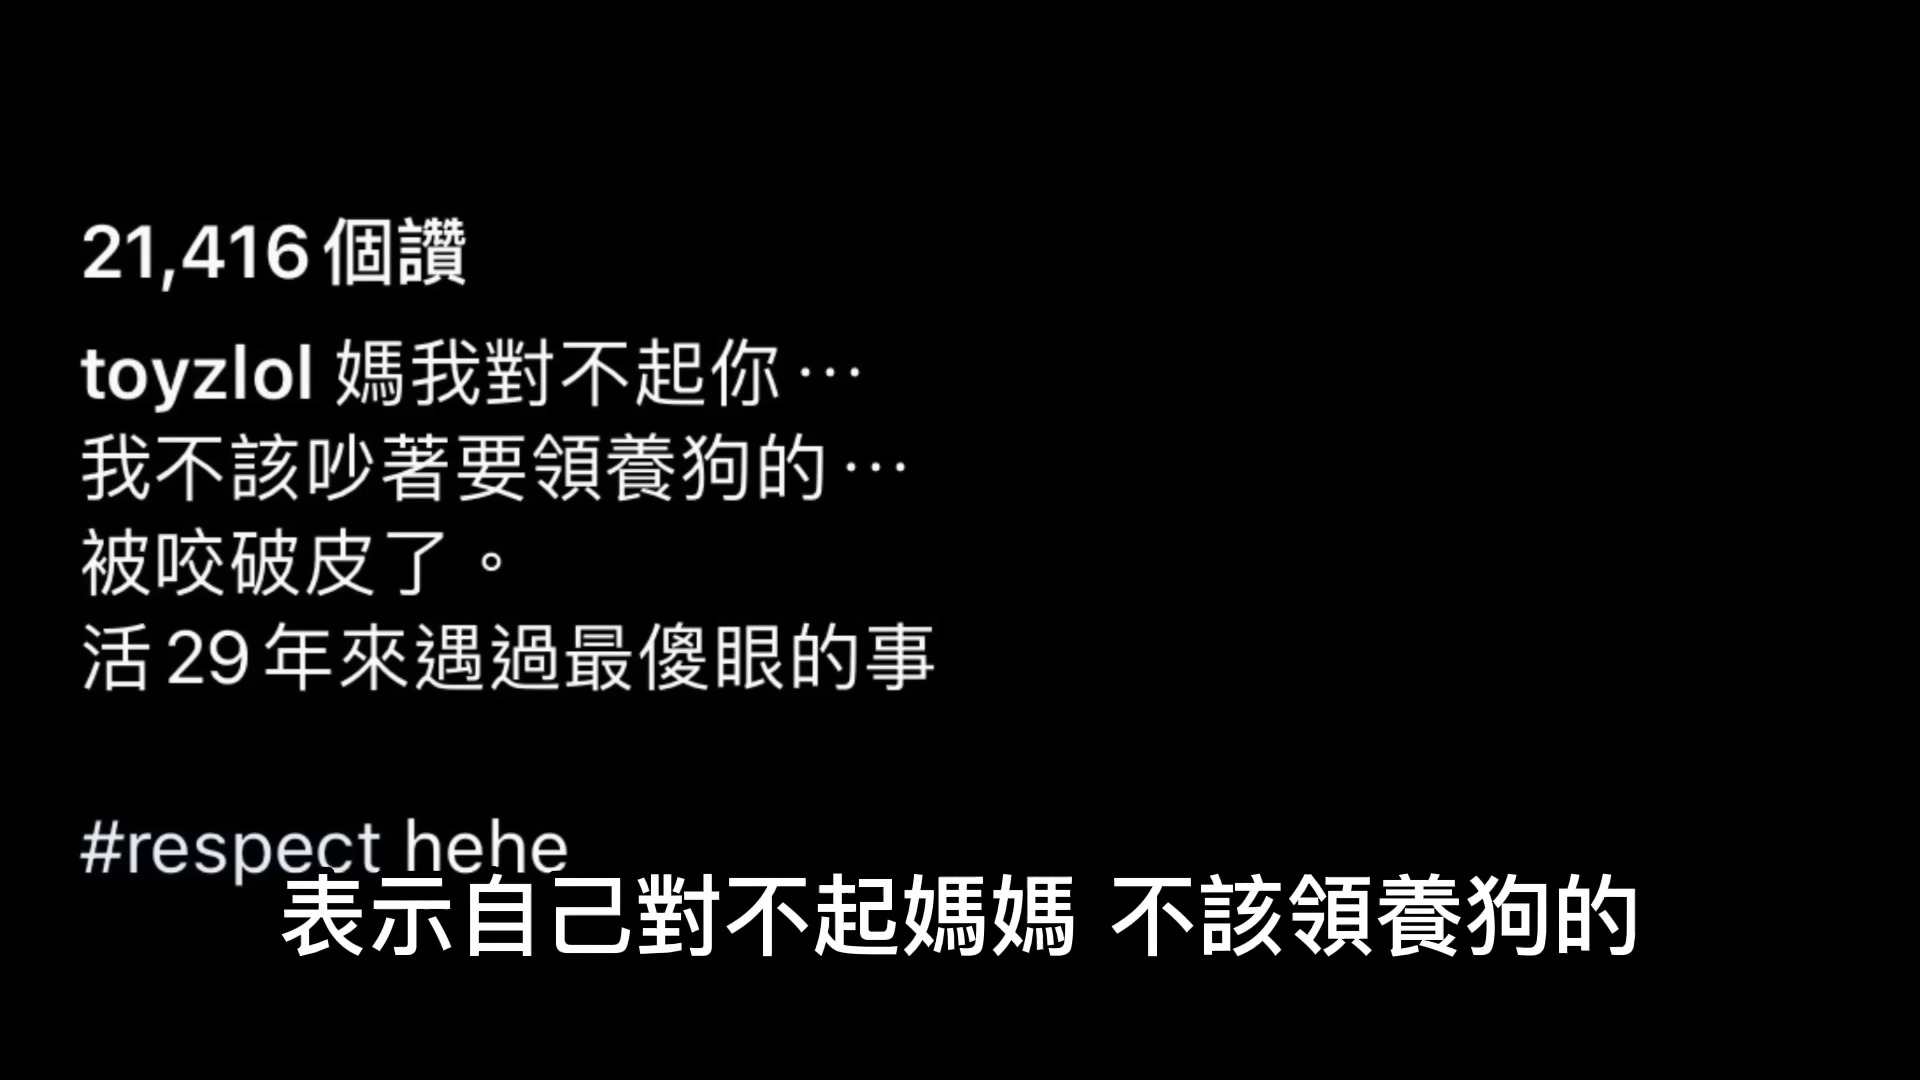 21,416 個讚
toyzlol 媽我對不起你…
我不該吵著要領養狗的…
被咬破皮了。
活29年來遇過最傻眼的事
#respect hehe
表示自己對不起媽媽 不該領養狗的